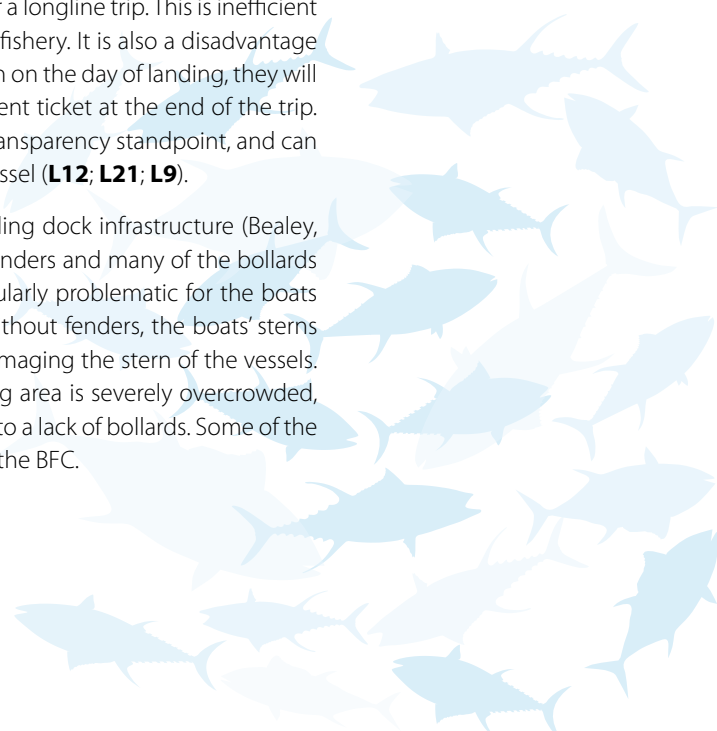 a longline trip. This is inefficient
fishery. It is also a disadvantage
on the day of landing, they will
ent ticket at the end of the trip.
ansparency standpoint, and can
ssel (L12; L21; L9).
ling dock infrastructure (Bealey,
nders and many of the bollards
ularly problematic for the boats
ithout fenders, the boats’ sterns
maging the stern of the vessels.
g area is severely overcrowded,
to a lack of bollards. Some of the
the BFC.